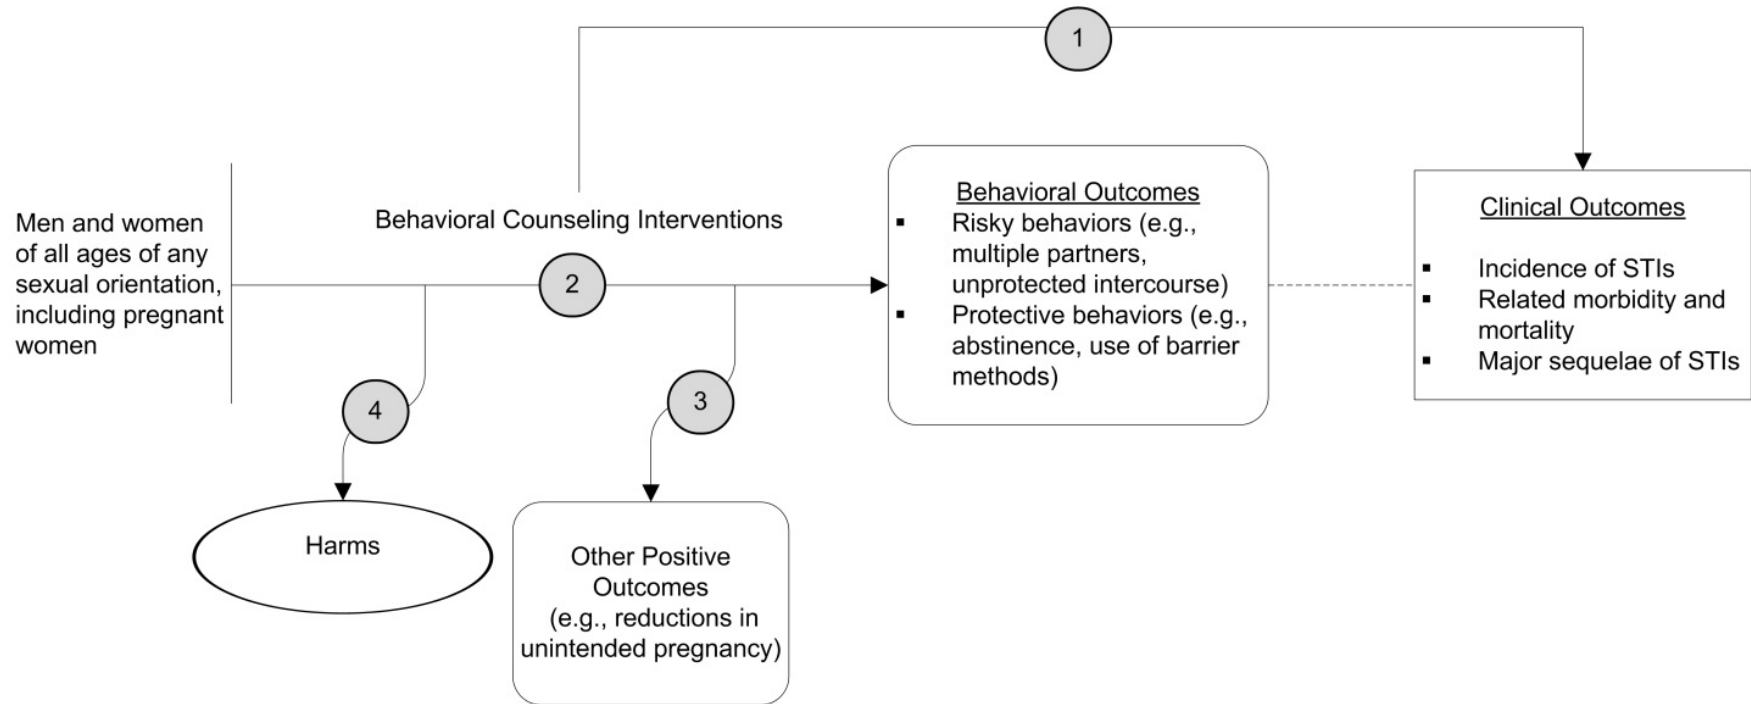 1
Men and women
of all ages of any
sexual orientation,
including pregnant
women
Behavioral Counseling Interventions
2
Behavioral Outcomes
▪ Risky behaviors (e.g.,
multiple partners,
unprotected intercourse)
▪ Protective behaviors (e.g.,
abstinence, use of barrier
methods)
Clinical Outcomes
▪ Incidence of STIs
▪ Related morbidity and
mortality
▪ Major sequelae of STIs
4
3
Harms
Other Positive
Outcomes
(e.g., reductions in
unintended pregnancy)